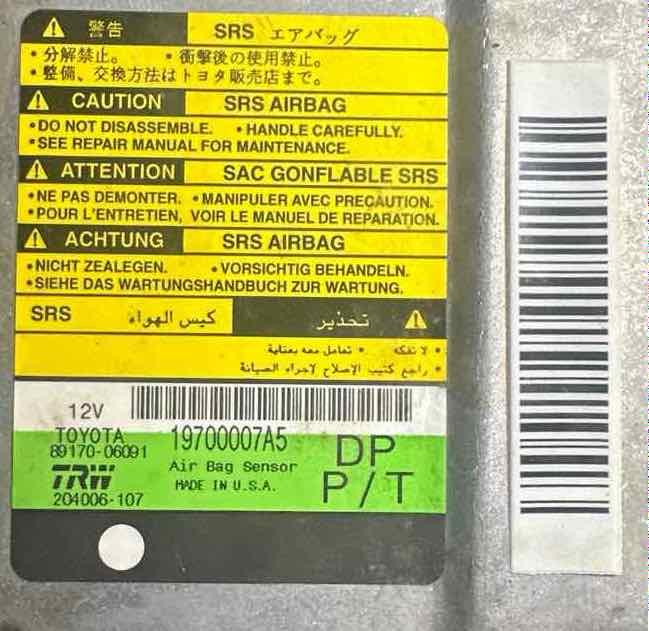 警告 SRS エアバッグ
・分解禁止。 ・衝撃後の使用禁止。
・整備、交換方法はトヨタ販売店まで。
CAUTION SRS AIRBAG
•DO NOT DISASSEMBLE. •HANDLE CAREFULLY.
•SEE REPAIR MANUAL FOR MAINTENANCE.
ATTENTION SAC GONFLABLE SRS
•NE PAS DEMONTER. •MANIPULER AVEC PRECAUTION.
•POUR L'ENTRETIEN, VOIR LE MANUEL DE REPARATION.
ACHTUNG SRS AIRBAG
•NICHT ZEALEGEN. •VORSICHTIG BEHANDELN.
•SIEHE DAS WARTUNGSHANDBUCH ZUR WARTUNG.
تحذير كيس الهواء SRS
• لا تفكه • تعامل معه بعناية
• راجع كتيب الإصلاح لاجراء الصيانة
12V
TOYOTA 19700007A5
89170-06091
DP
Air Bag Sensor
TRW MADE IN U.S.A. P/T
204006-107